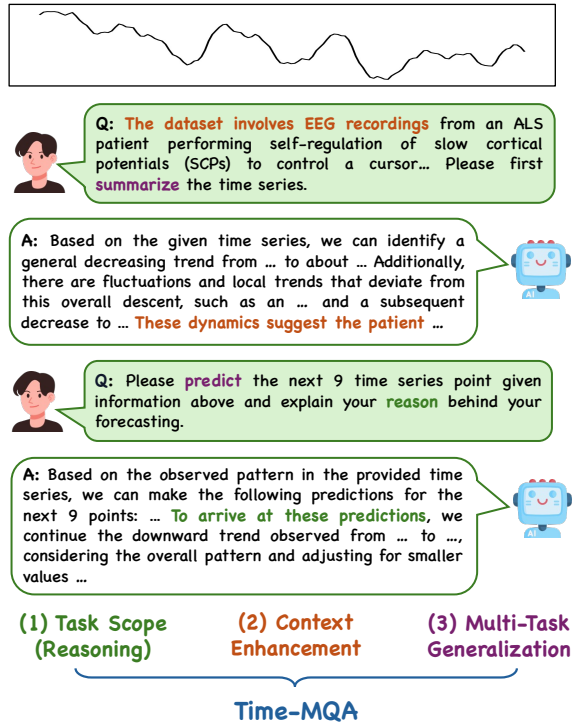 Q: The dataset involves EEG recordings from an ALS
patient performing self-regulation of slow cortical
potentials (SCPs) to control a cursor... Please first
summarize the time series.
A: Based on the given time series, we can identify a
general decreasing trend from ... to about ... Additionally,
there are fluctuations and local trends that deviate from
this overall descent, such as an ... and a subsequent
decrease to ... These dynamics suggest the patient ...
AI
Q: Please predict the next 9 time series point given
information above and explain your reason behind your
forecasting.
A: Based on the observed pattern in the provided time
series, we can make the following predictions for the
next 9 points: ... To arrive at these predictions, we
continue the downward trend observed from ... to ...,
considering the overall pattern and adjusting for smaller
values ...
AI
(1) Task Scope
(Reasoning)
(2) Context
Enhancement
(3) Multi-Task
Generalization
Time-MQA